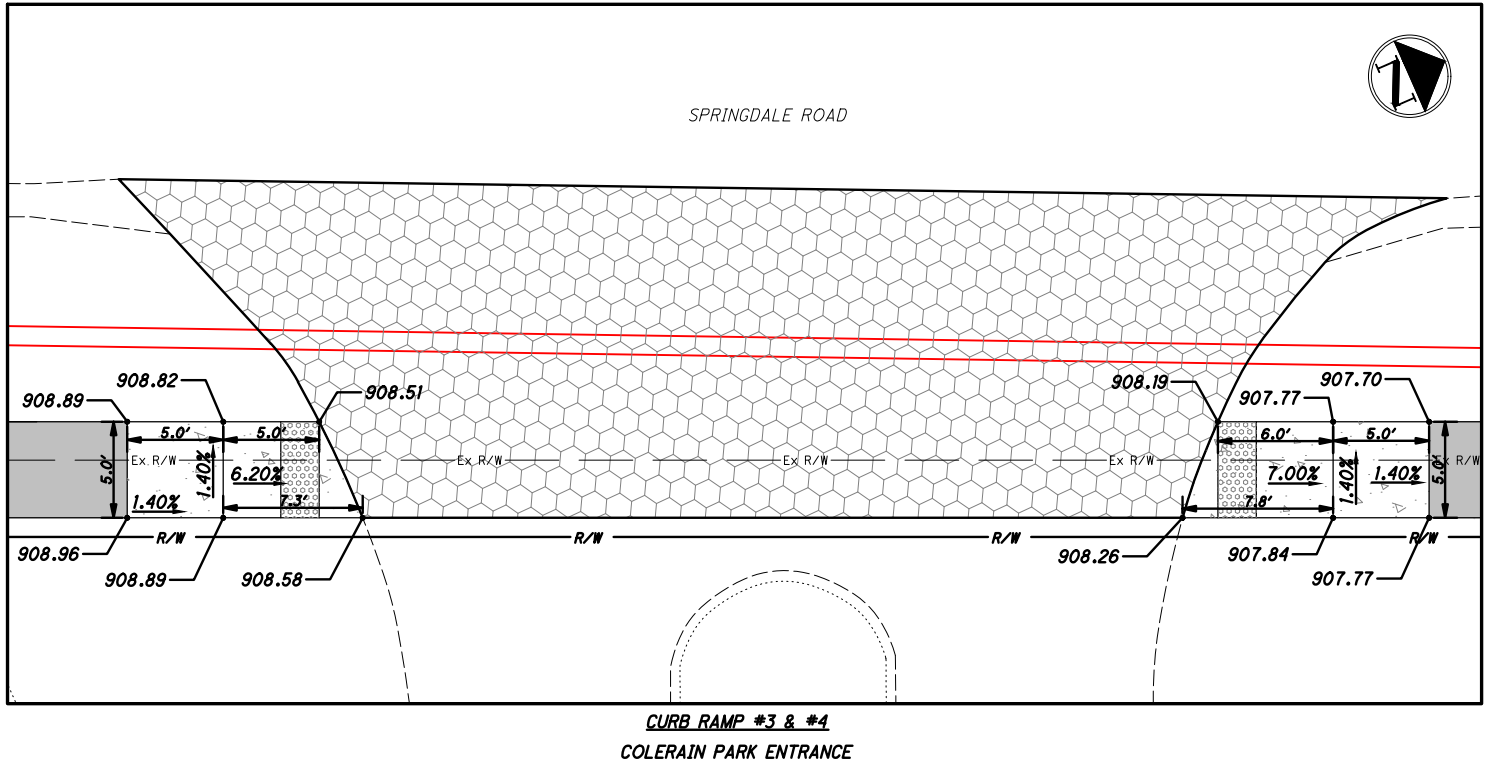 SPRINGDALE ROAD
N
908.82
908.51
908.19
907.70
908.89
907.77
5.0' 5.0' 6.0' 5.0'
5.0' Ex R/W 1.40% 6.20% Ex R/W Ex R/W Ex R/W 7.00% 1.40% 1.40% 5.0' Ex R/W
1.40% 7.3' 7.8'
R/W R/W R/W R/W
908.96 908.26 907.84
908.89 908.58 907.77
CURB RAMP #3 & #4
COLERAIN PARK ENTRANCE